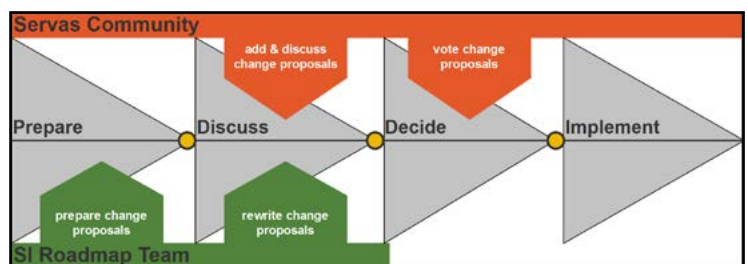 Servas Community
add & discuss
change proposals
vote change
proposals
Prepare
Discuss
Decide
Implement
prepare change
proposals
rewrite change
proposals
SI Roadmap Team